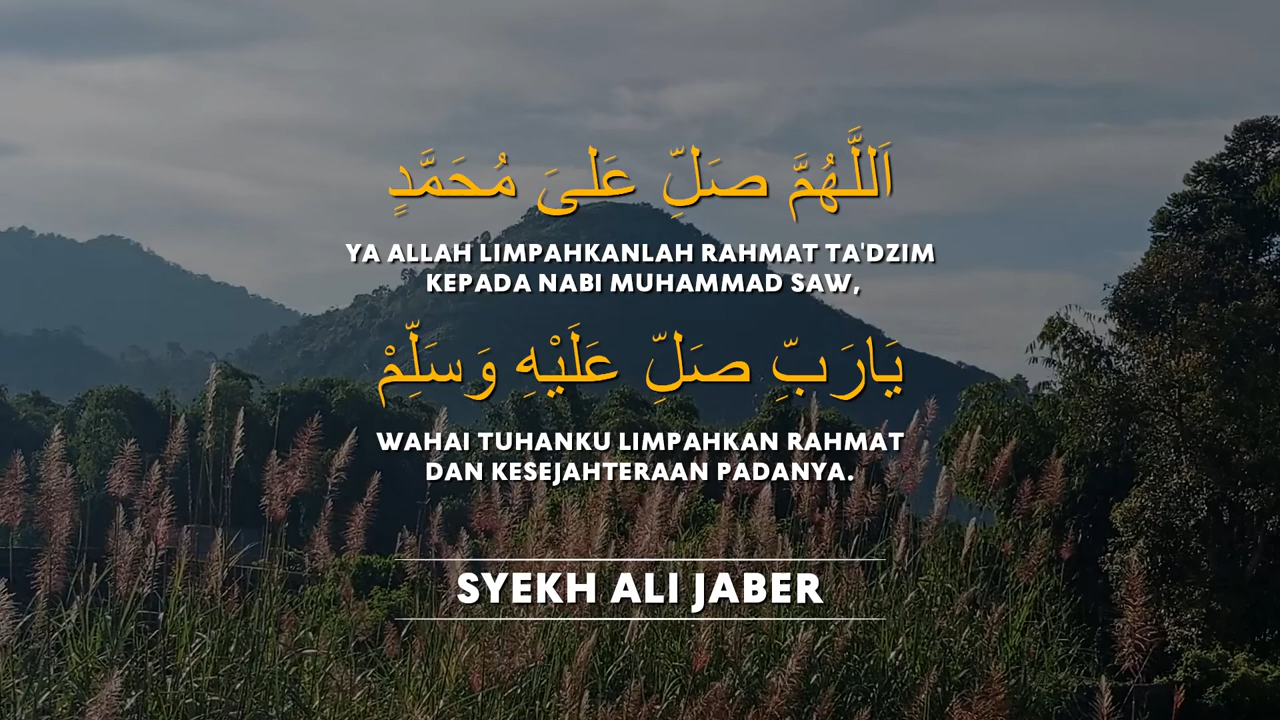 اَللَّهُمَّ صَلِّ عَلىَ مُحَمَّدٍ
YA ALLAH LIMPAHKANLAH RAHMAT TA'DZIM
KEPADA NABI MUHAMMAD SAW,
يَارَبِّ صَلِّ عَلَيْهِ وَسَلِّمْ
WAHAI TUHANKU LIMPAHKAN RAHMAT
DAN KESEJAHTERAAN PADANYA.
SYEKH ALI JABER